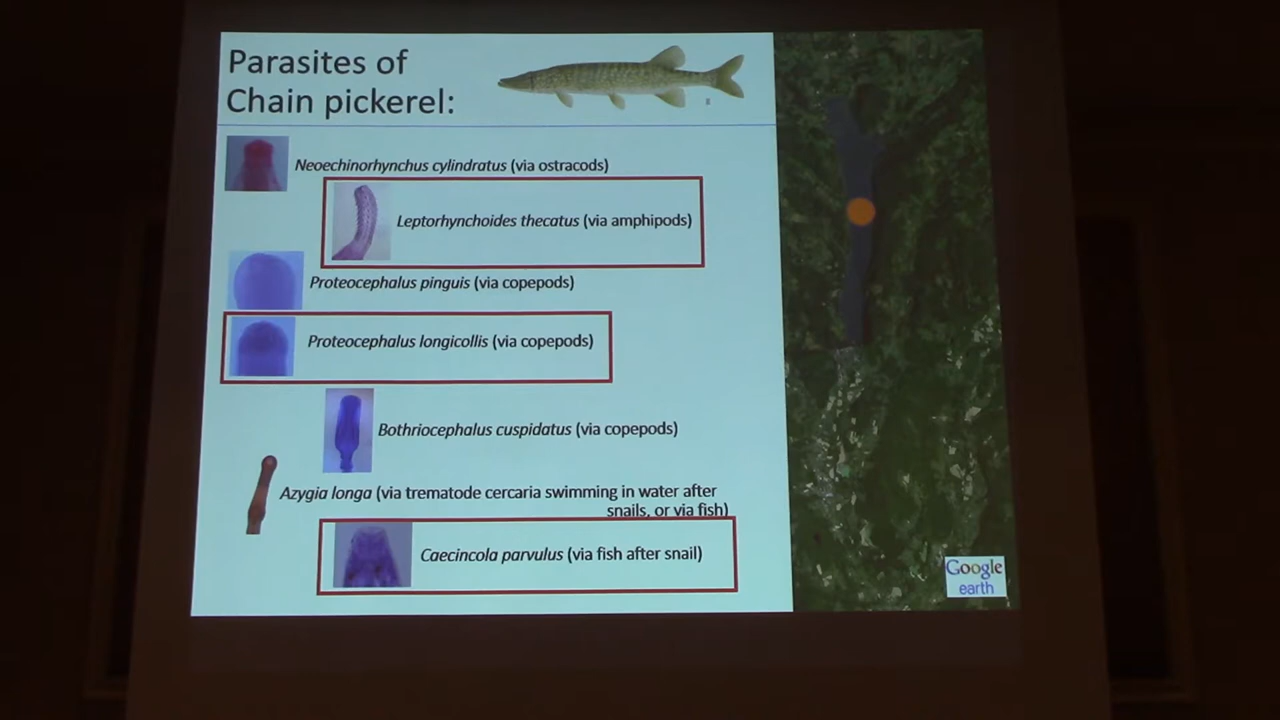 Parasites of
Chain pickerel:
Neoechinorhynchus cylindratus (via ostracods)
Leptorhynchoides thecatus (via amphipods)
Proteocephalus pinguis (via copepods)
Proteocephalus longicollis (via copepods)
Bothriocephalus cuspidatus (via copepods)
Azygia longa (via trematode cercaria swimming in water after
snails, or via fish)
Caecincola parvulus (via fish after snail)
Google
earth